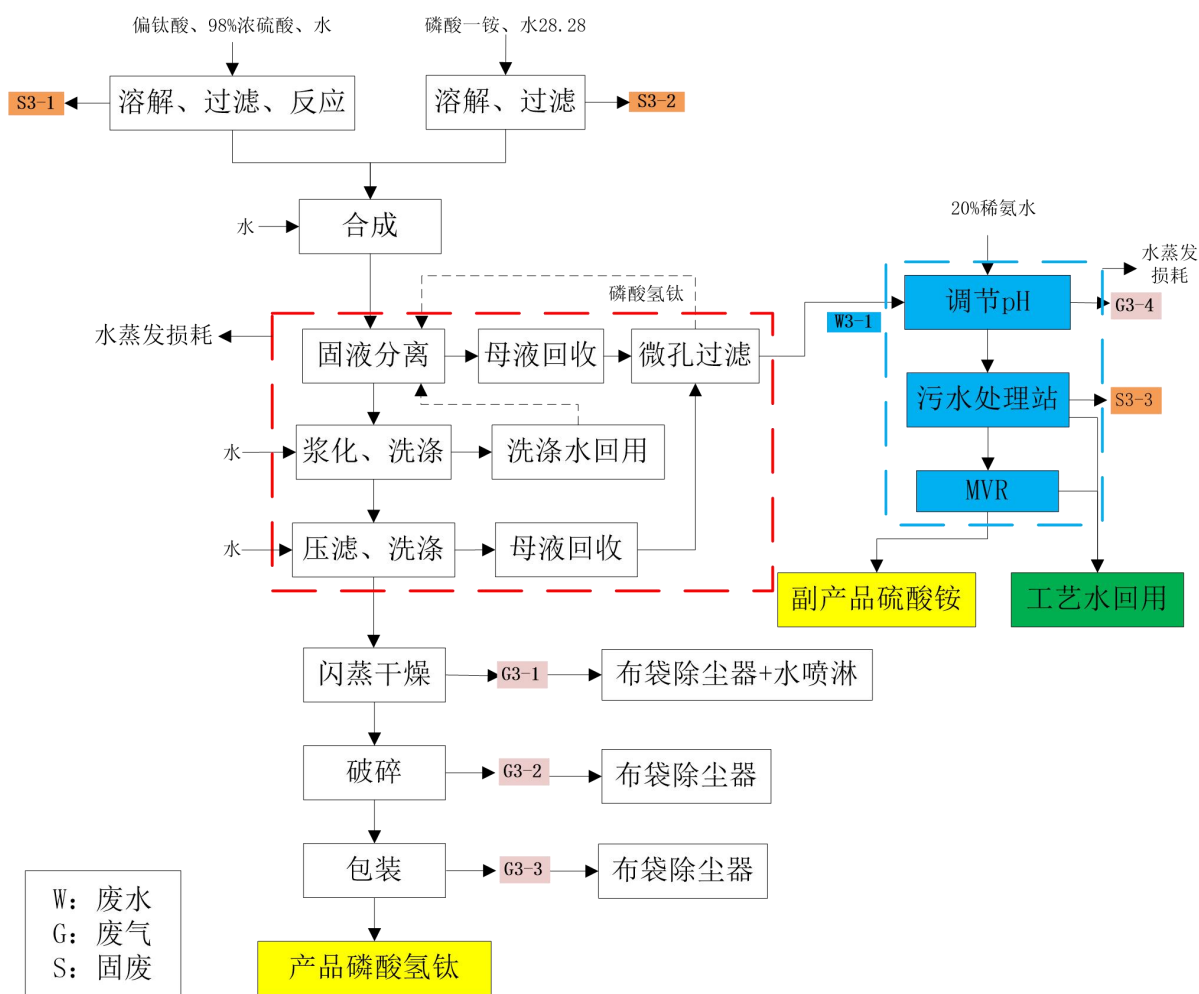 偏钛酸、98%浓硫酸、水
磷酸一铵、水28.28
S3-1
溶解、过滤、反应
溶解、过滤
S3-2
水
合成
20%稀氨水
水蒸发
损耗
磷酸氢钛
W3-1
调节pH
G3-4
水蒸发损耗
固液分离
母液回收
微孔过滤
污水处理站
S3-3
水
浆化、洗涤
洗涤水回用
MVR
水
压滤、洗涤
母液回收
副产品硫酸铵
工艺水回用
闪蒸干燥
G3-1
布袋除尘器+水喷淋
破碎
G3-2
布袋除尘器
包装
G3-3
布袋除尘器
W: 废水
G: 废气
S: 固废
产品磷酸氢钛